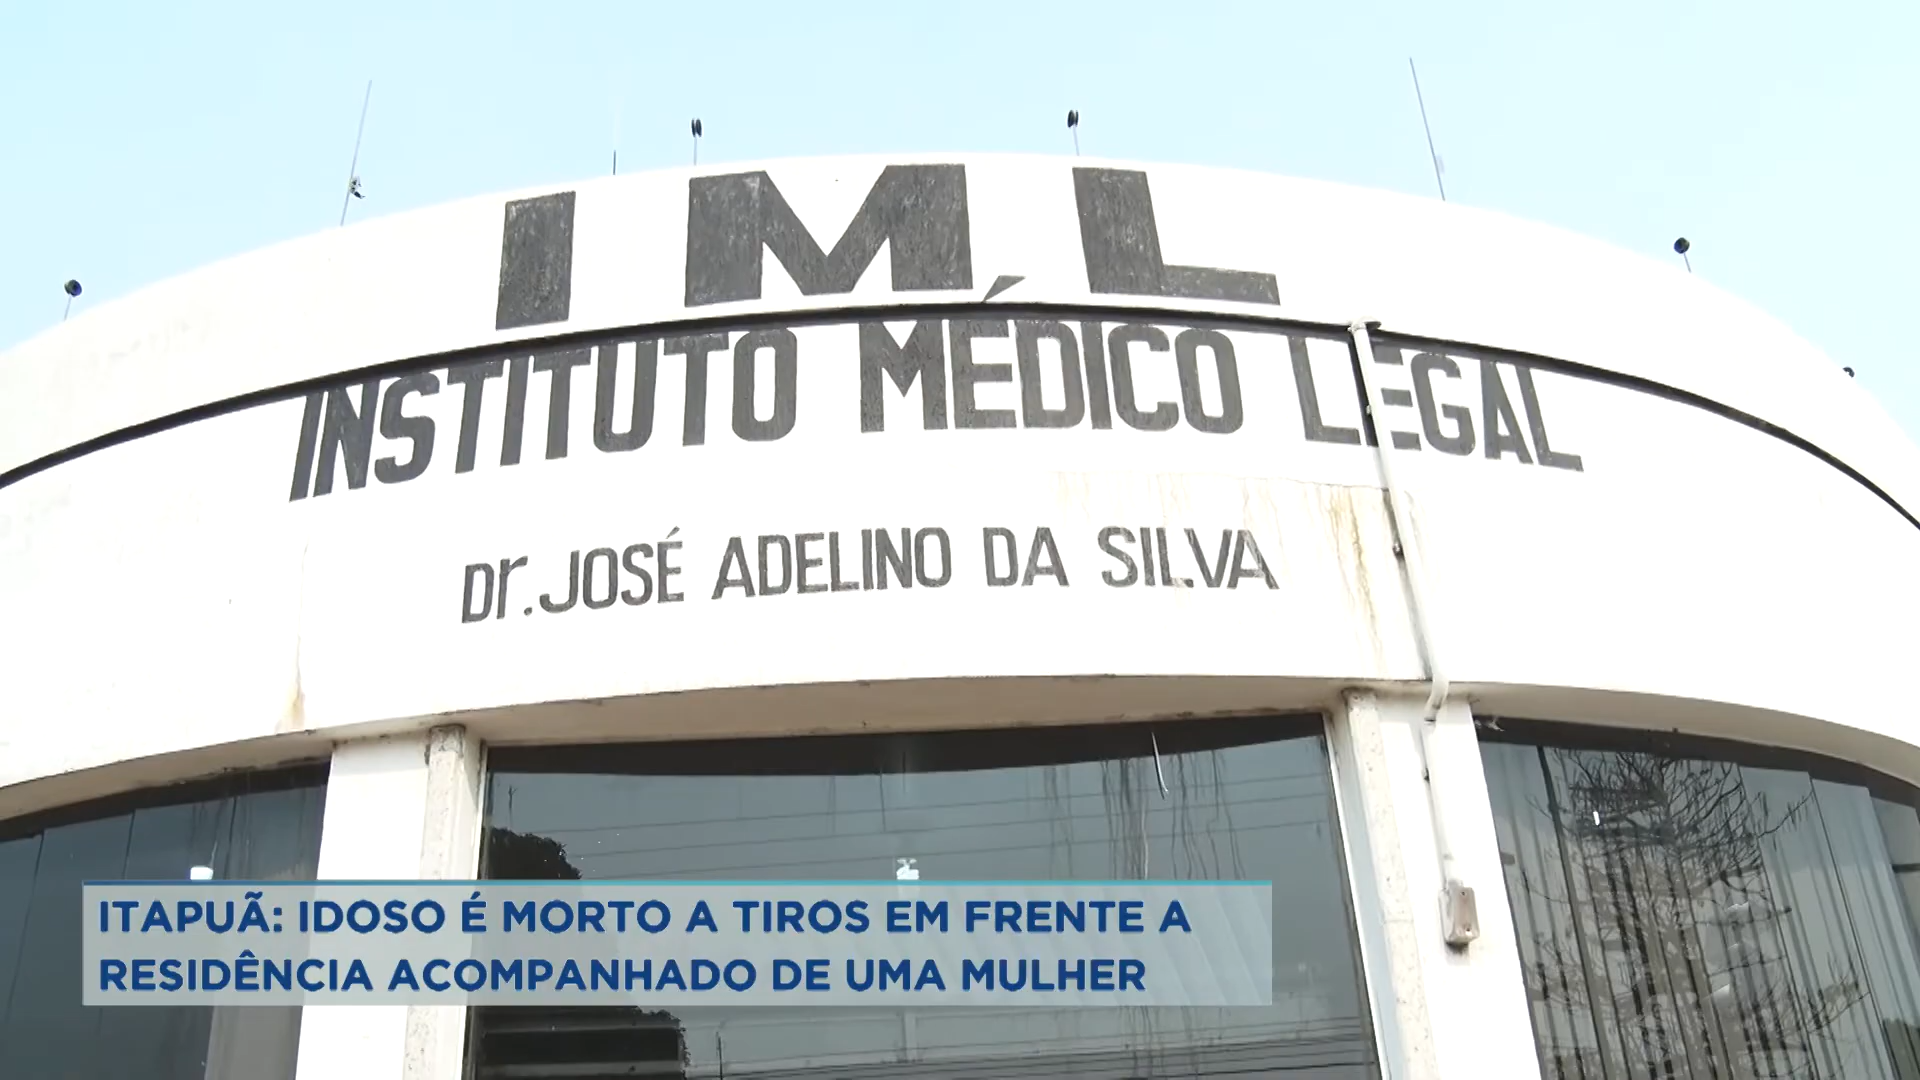 I M L
INSTITUTO MÉDICO LEGAL
Dr. JOSÉ ADELINO DA SILVA
ITAPUÃ: IDOSO É MORTO A TIROS EM FRENTE A
RESIDÊNCIA ACOMPANHADO DE UMA MULHER